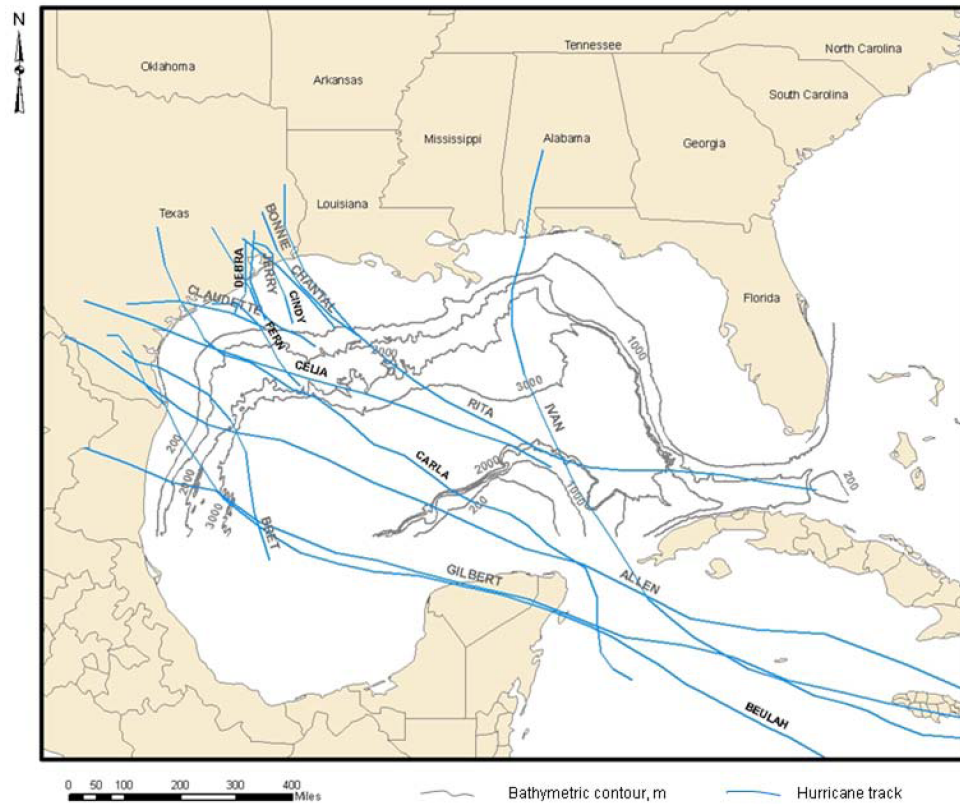 N
Tennessee
North Carolina
Oklahoma
Arkansas
South Carolina
Mississippi
Alabama
Georgia
Texas
Louisiana
BONNIE
DEBRA
JERRY
CHANTAL
CINDY
CLAUDETTE
FERN
Florida
1000
2000
CELIA
3000
RITA
IVAN
200
CARLA
2000
2000
200
1000
200
3000
BRET
GILBERT
ALLEN
BEULAH
0 50 100 200 300 400
Miles
Bathymetric contour, m
Hurricane track